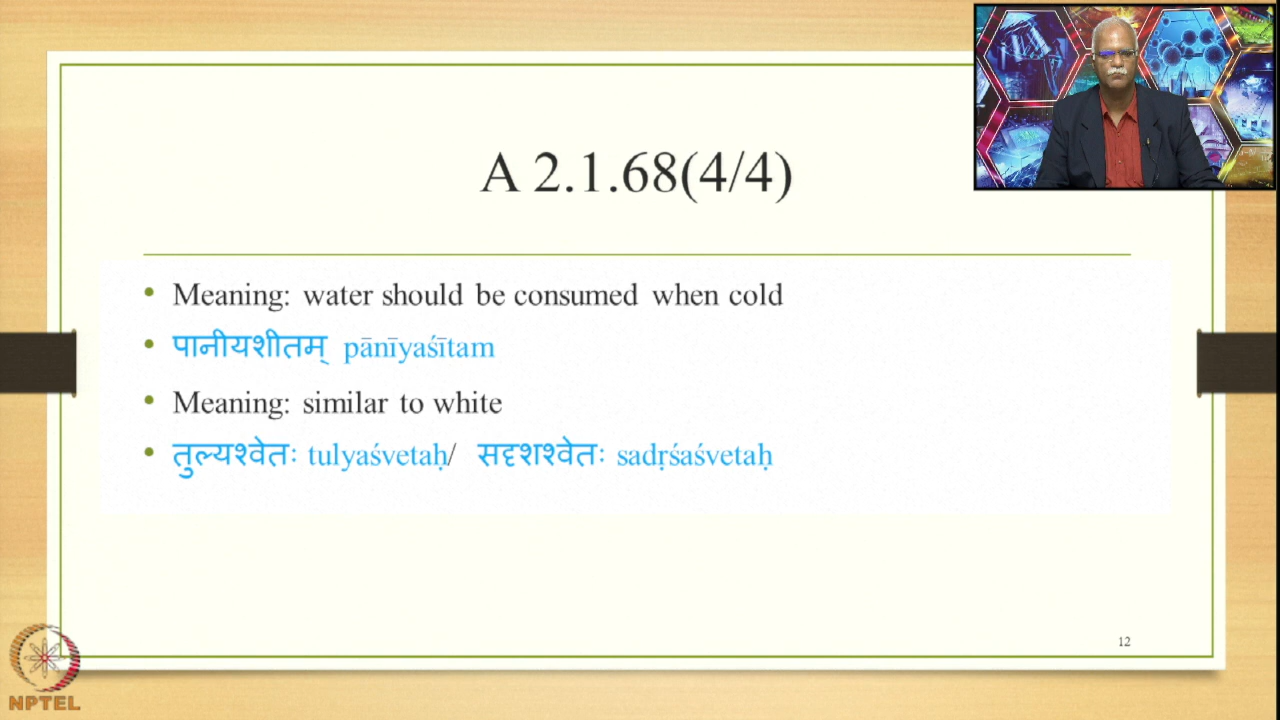 A 2.1.68(4/4)
• Meaning: water should be consumed when cold
• पानीयशीतम् pānīyaśītam
• Meaning: similar to white
• तुल्यश्वेतः tulyaśvetaḥ/ सदृशश्वेतः sadṛśaśvetaḥ
12
NPTEL